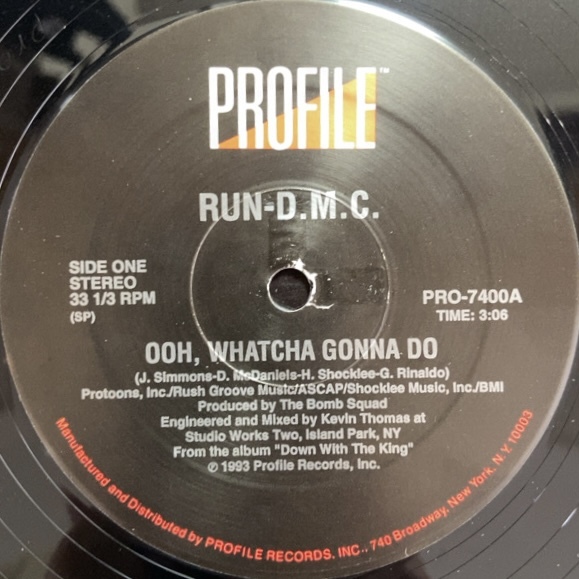 PROFILE™
RUN-D.M.C.
SIDE ONE
STEREO
33 1/3 RPM
(SP)
PRO-7400A
TIME: 3:06
OOH, WHATCHA GONNA DO
(J. Simmons-D. McDaniels-H. Shocklee-G. Rinaldo)
Protoons, Inc./Rush Groove Music/ASCAP/Shocklee Music, Inc./BMI
Produced by The Bomb Squad
Engineered and Mixed by Kevin Thomas at
Studio Works Two, Island Park, NY
From the album "Down With The King"
℗ 1993 Profile Records, Inc.
Manufactured and Distributed by PROFILE RECORDS. INC., 740 Broadway, New York, N.Y. 10003